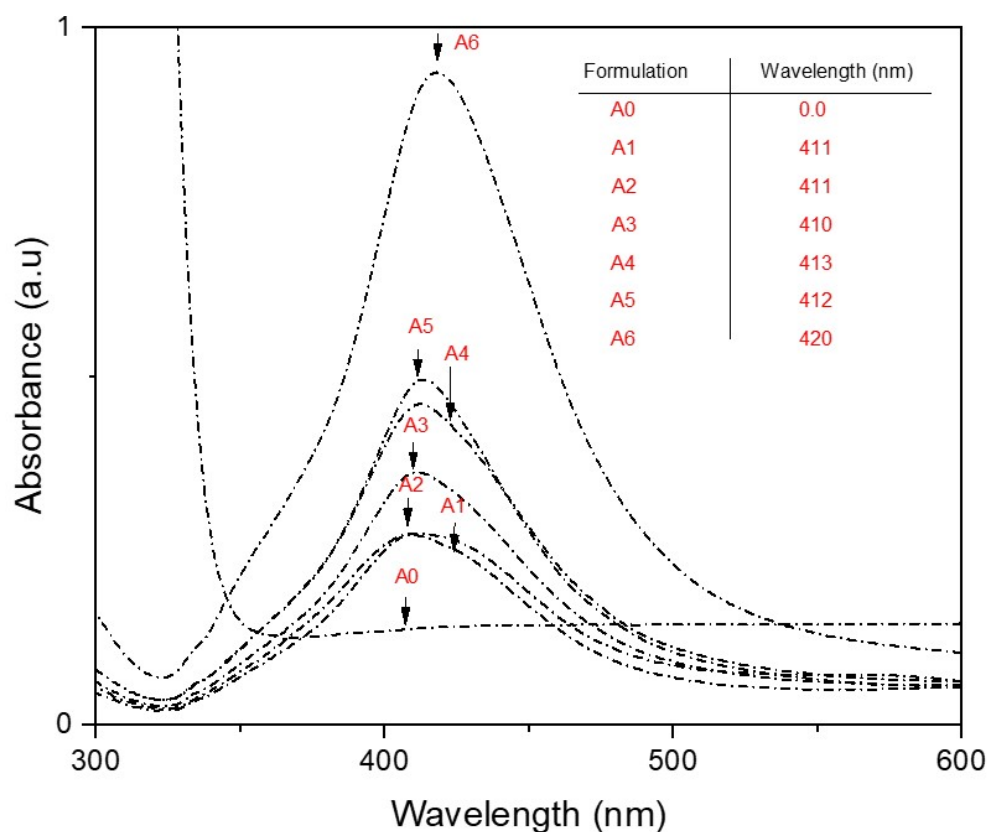 1
A6
Formulation Wavelength (nm)
A0 0.0
A1 411
A2 411
A3 410
A4 413
A5 412
A6 420
A5
A4
A3
A2
A1
A0
Absorbance (a.u)
0
300 400 500 600
Wavelength (nm)